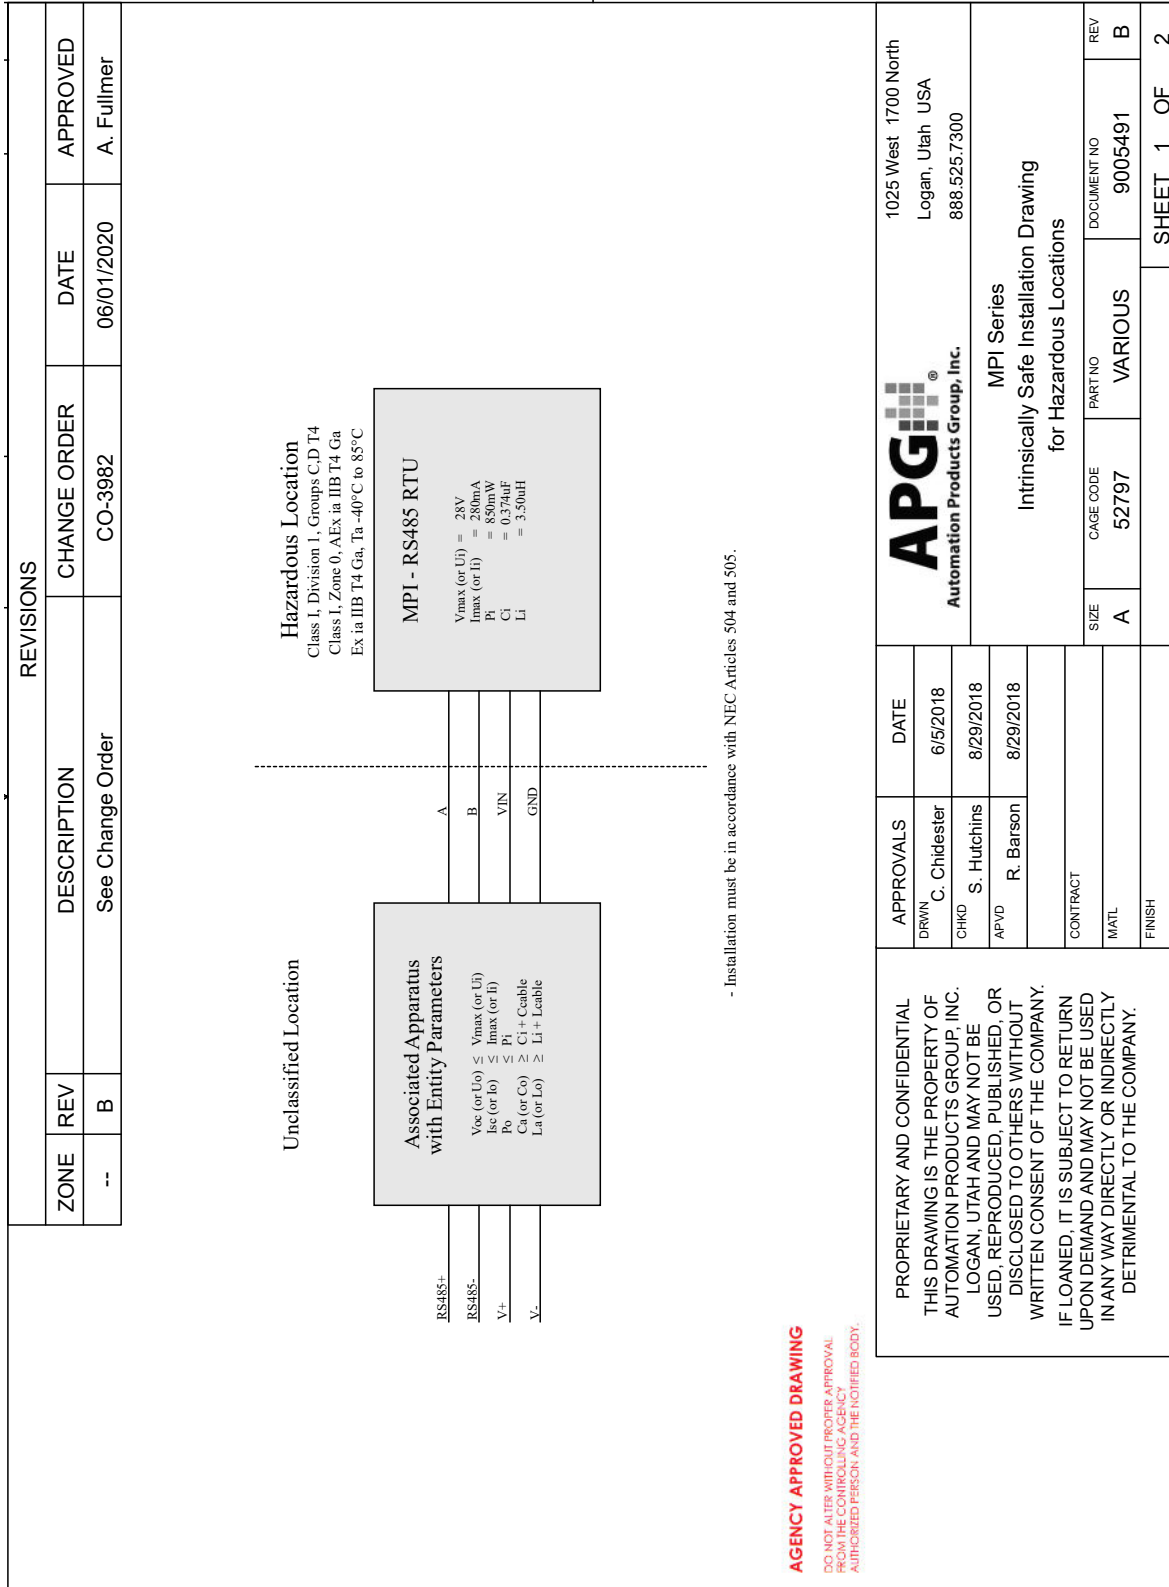 REVISIONS
ZONE REV DESCRIPTION CHANGE ORDER DATE APPROVED
-- B See Change Order CO-3982 06/01/2020 A. Fullmer
Unclassified Location
Hazardous Location
Class I, Division 1, Groups C,D T4
Class I, Zone 0, AEx ia IIB T4 Ga
Ex ia IIB T4 Ga, Ta -40°C to 85°C
RS485+
RS485-
V+
V-
Associated Apparatus
with Entity Parameters
Voc (or Uo) ≤ Vmax (or Ui)
Isc (or Io) ≤ Imax (or Ii)
Po ≤ Pi
Ca (or Co) ≥ Ci + Ccable
La (or Lo) ≥ Li + Lcable
A
B
VIN
GND
MPI - RS485 RTU
Vmax (or Ui) = 28V
Imax (or Ii) = 280mA
Pi = 850mW
Ci = 0.374uF
Li = 3.50uH
- Installation must be in accordance with NEC Articles 504 and 505.
AGENCY APPROVED DRAWING
DO NOT ALTER WITHOUT PROPER APPROVAL
FROM THE CONTROLLING AGENCY
AUTHORIZED PERSON AND THE NOTIFIED BODY.
PROPRIETARY AND CONFIDENTIAL
THIS DRAWING IS THE PROPERTY OF
AUTOMATION PRODUCTS GROUP, INC.
LOGAN, UTAH AND MAY NOT BE
USED, REPRODUCED, PUBLISHED, OR
DISCLOSED TO OTHERS WITHOUT
WRITTEN CONSENT OF THE COMPANY.
IF LOANED, IT IS SUBJECT TO RETURN
UPON DEMAND AND MAY NOT BE USED
IN ANY WAY DIRECTLY OR INDIRECTLY
DETRIMENTAL TO THE COMPANY.
APPROVALS DATE
DRWN C. Chidester 6/5/2018
CHKD S. Hutchins 8/29/2018
APVD R. Barson 8/29/2018
CONTRACT
MATL
FINISH
APG®
Automation Products Group, Inc.
1025 West 1700 North
Logan, Utah USA
888.525.7300
MPI Series
Intrinsically Safe Installation Drawing
for Hazardous Locations
SIZE CAGE CODE PART NO DOCUMENT NO REV
A 52797 VARIOUS 9005491 B
SHEET 1 OF 2